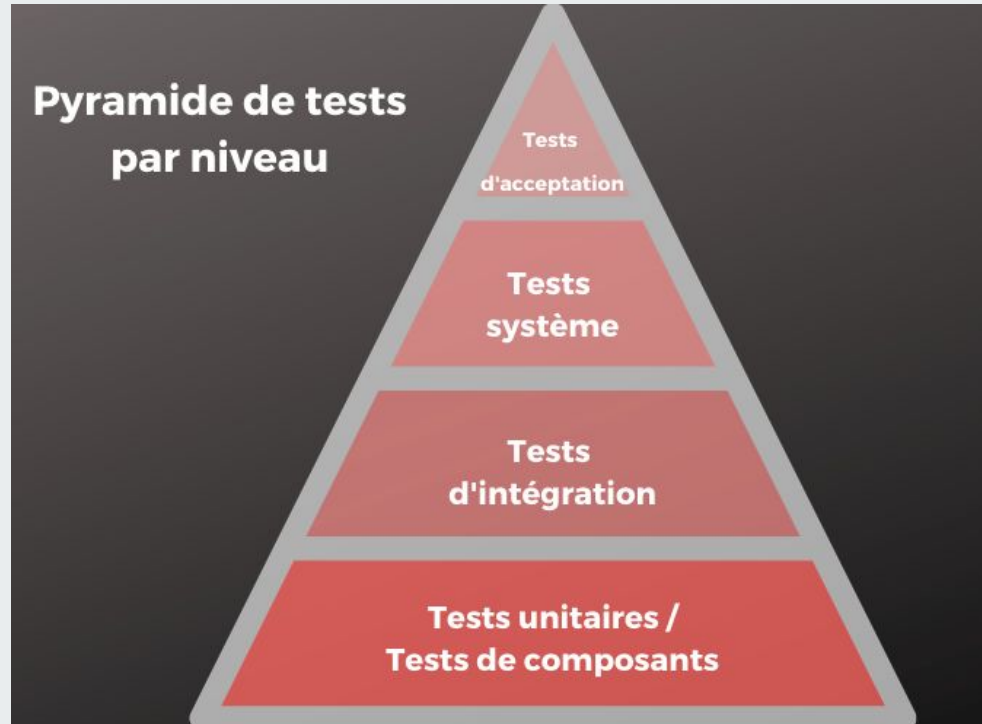 Pyramide de tests
par niveau
Tests
d'acceptation
Tests
système
Tests
d'intégration
Tests unitaires /
Tests de composants